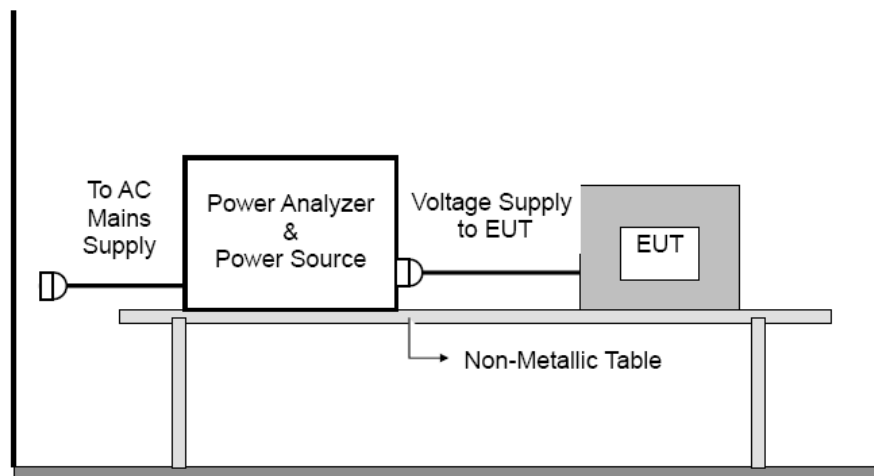 To AC
Mains
Supply
Power Analyzer
&
Power Source
Voltage Supply
to EUT
EUT
Non-Metallic Table